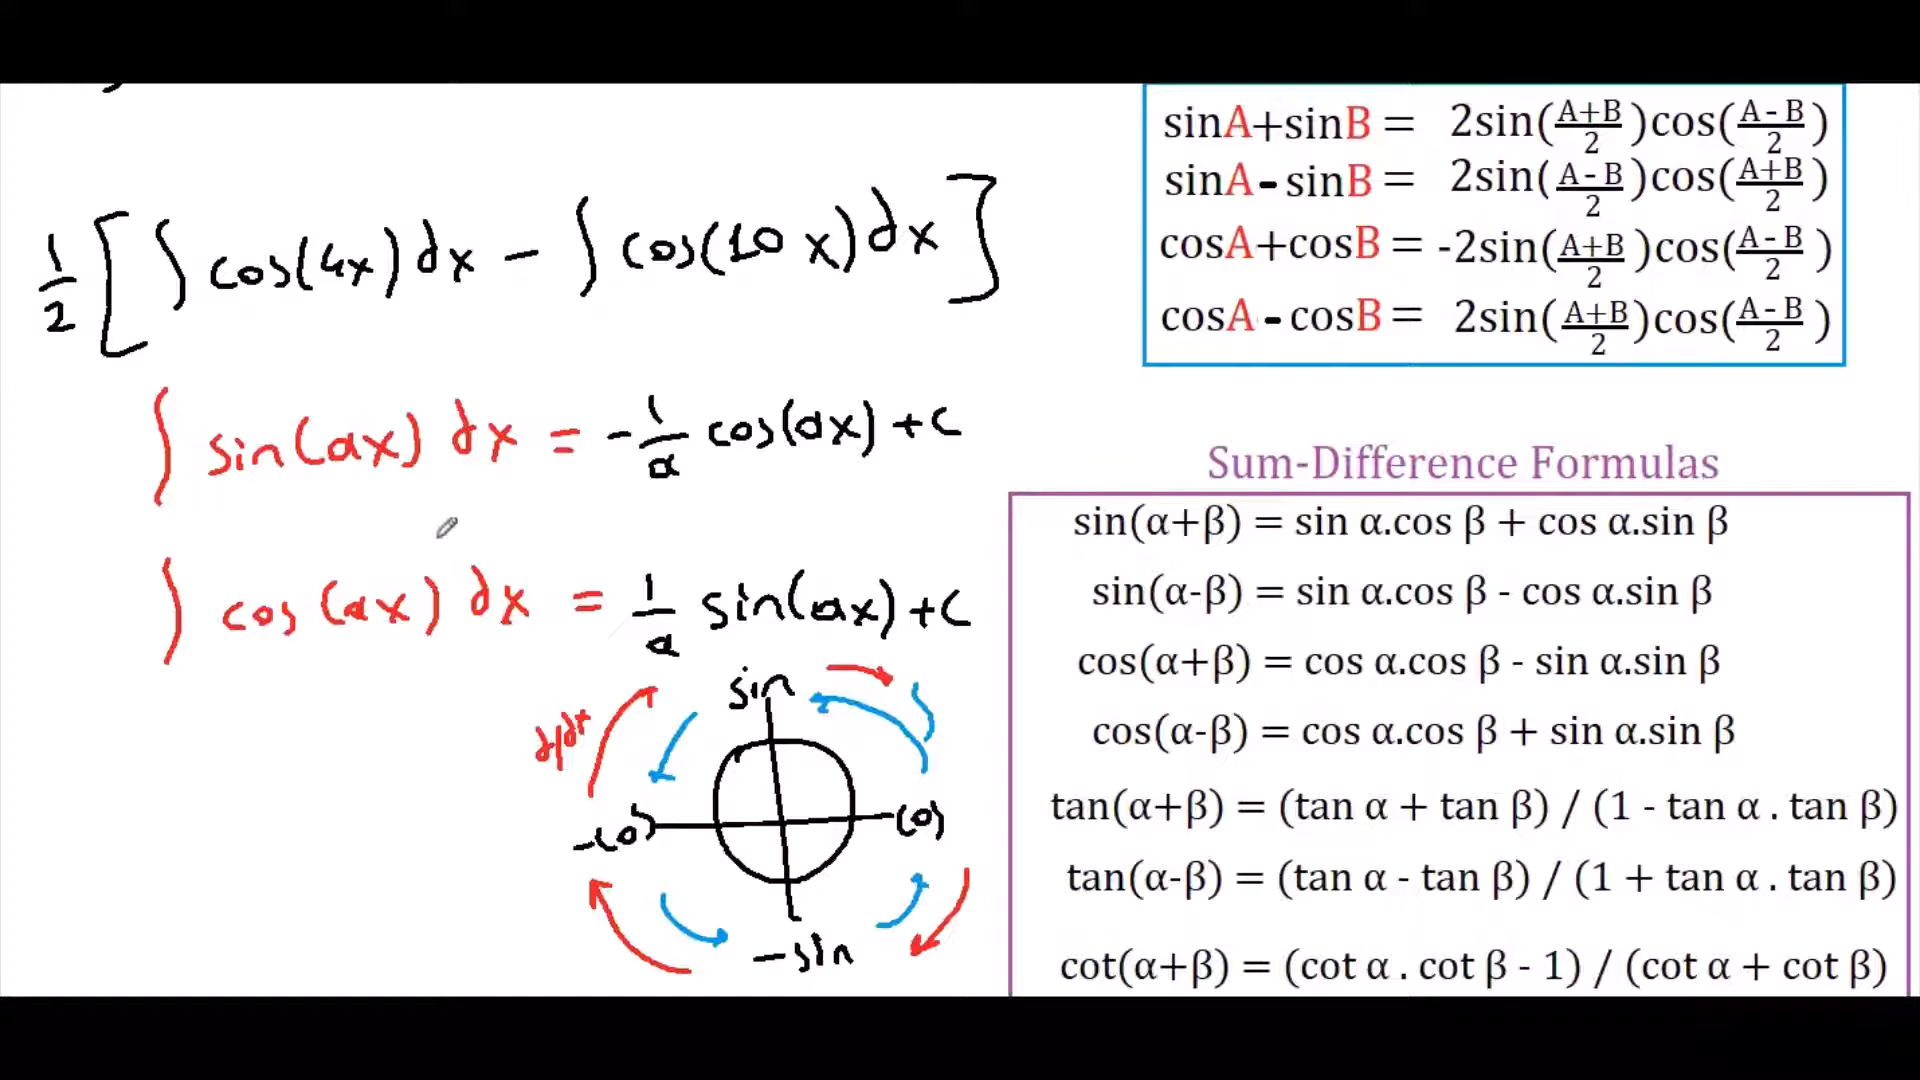 1/2 [∫ cos(4x) dx - ∫ cos(10x) dx]
∫ sin(ax) dx = -1/a cos(ax) + c
∫ cos(ax) dx = 1/a sin(ax) + c
sin
d/dt
-(0)
(0)
-sin
sinA+sinB = 2sin(A+B/2)cos(A-B/2)
sinA-sinB = 2sin(A-B/2)cos(A+B/2)
cosA+cosB = -2sin(A+B/2)cos(A-B/2)
cosA-cosB = 2sin(A+B/2)cos(A-B/2)
Sum-Difference Formulas
sin(α+β) = sin α.cos β + cos α.sin β
sin(α-β) = sin α.cos β - cos α.sin β
cos(α+β) = cos α.cos β - sin α.sin β
cos(α-β) = cos α.cos β + sin α.sin β
tan(α+β) = (tan α + tan β) / (1 - tan α . tan β)
tan(α-β) = (tan α - tan β) / (1 + tan α . tan β)
cot(α+β) = (cot α . cot β - 1) / (cot α + cot β)